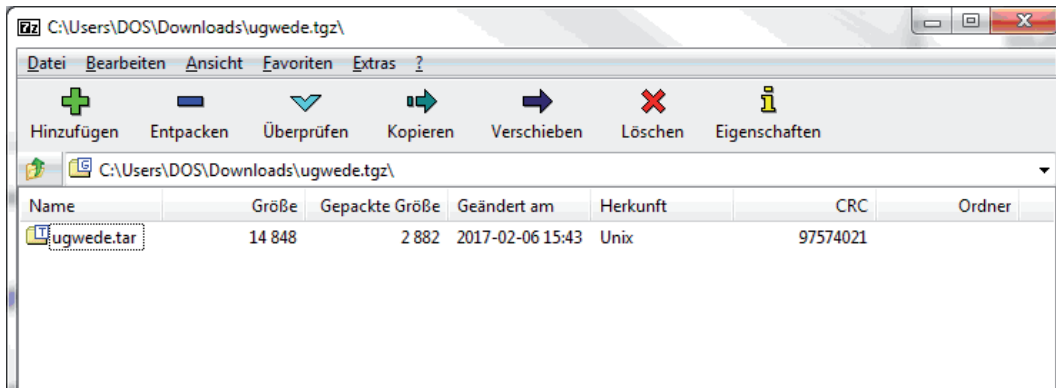 7z C:\Users\DOS\Downloads\ugwede.tgz\
Datei Bearbeiten Ansicht Favoriten Extras ?
Hinzufügen Entpacken Überprüfen Kopieren Verschieben Löschen Eigenschaften
C:\Users\DOS\Downloads\ugwede.tgz\
Name Größe Gepackte Größe Geändert am Herkunft CRC Ordner
ugwede.tar 14 848 2 882 2017-02-06 15:43 Unix 97574021